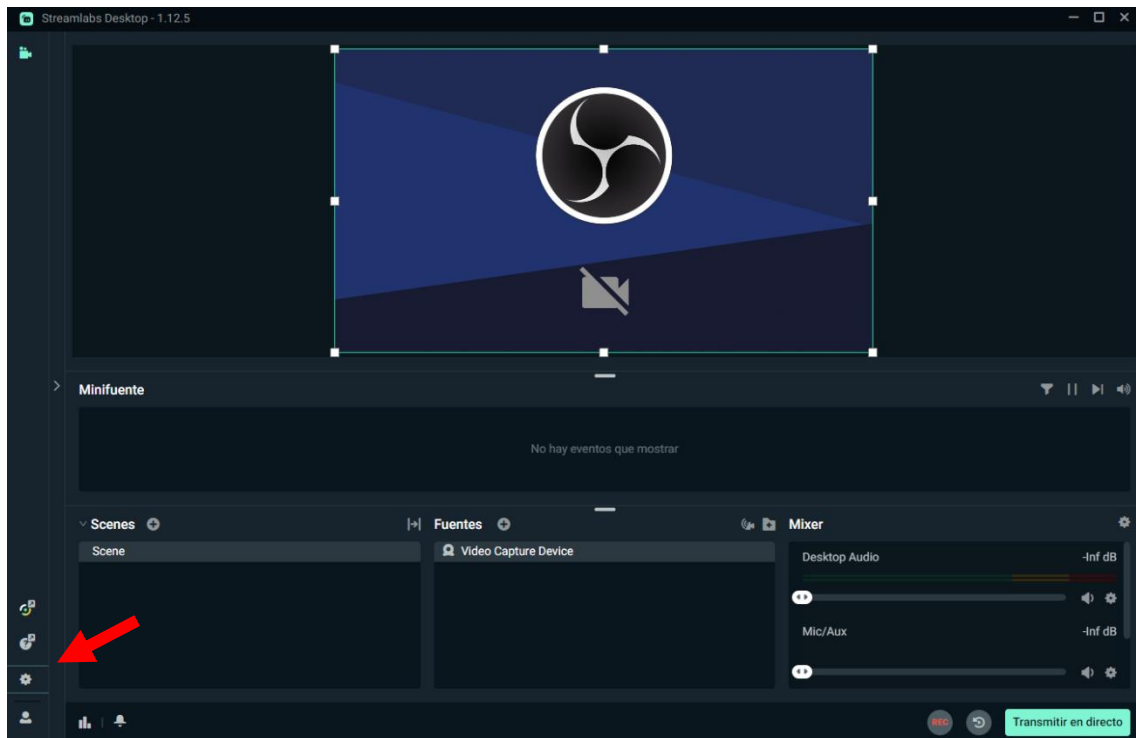 Streamlabs Desktop - 1.12.5
Minifuente
No hay eventos que mostrar
Scenes
Fuentes
Mixer
Scene
Video Capture Device
Desktop Audio
-Inf dB
Mic/Aux
-Inf dB
REC
Transmitir en directo